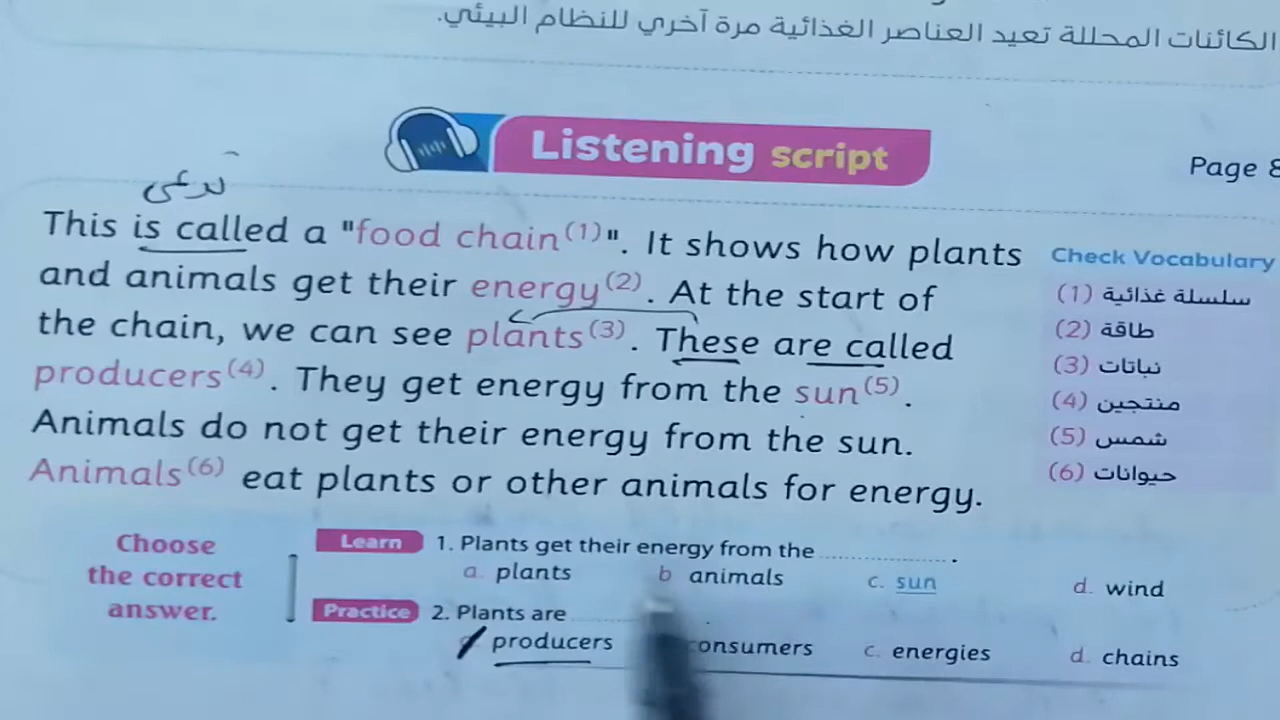 الكائنات المحللة تعيد العناصر الغذائية مرة آخري للنظام البيئي.
Listening script
Page 8
تدعى
This is called a "food chain(1)". It shows how plants
and animals get their energy(2). At the start of
the chain, we can see plants(3). These are called
producers(4). They get energy from the sun(5).
Animals do not get their energy from the sun.
Animals(6) eat plants or other animals for energy.
Check Vocabulary
(1) سلسلة غذائية
(2) طاقة
(3) نباتات
(4) منتجين
(5) شمس
(6) حيوانات
Choose
the correct
answer.
Learn 1. Plants get their energy from the .................... .
a. plants b animals c. sun d. wind
Practice 2. Plants are ..........
producers consumers c. energies d. chains